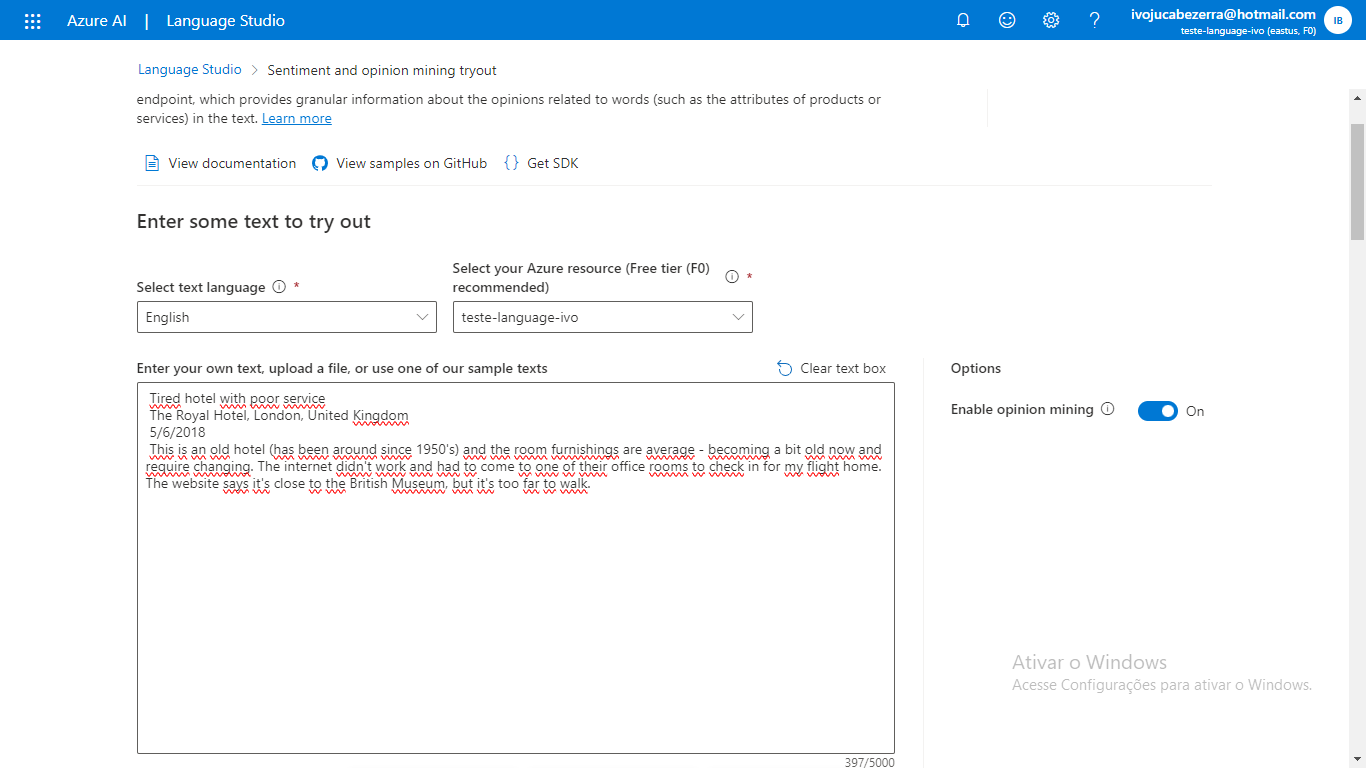 Azure AI | Language Studio
ivojucabezerra@hotmail.com
teste-language-ivo (eastus, F0)
IB
Language Studio > Sentiment and opinion mining tryout
endpoint, which provides granular information about the opinions related to words (such as the attributes of products or
services) in the text. Learn more
View documentation View samples on GitHub {} Get SDK
Enter some text to try out
Select text language *
Select your Azure resource (Free tier (F0)
recommended) *
English
teste-language-ivo
Enter your own text, upload a file, or use one of our sample texts
Clear text box
Options
Enable opinion mining On
Tired hotel with poor service
The Royal Hotel, London, United Kingdom
5/6/2018
This is an old hotel (has been around since 1950's) and the room furnishings are average - becoming a bit old now and
require changing. The internet didn't work and had to come to one of their office rooms to check in for my flight home.
The website says it's close to the British Museum, but it's too far to walk.
Ativar o Windows
Acesse Configurações para ativar o Windows.
397/5000